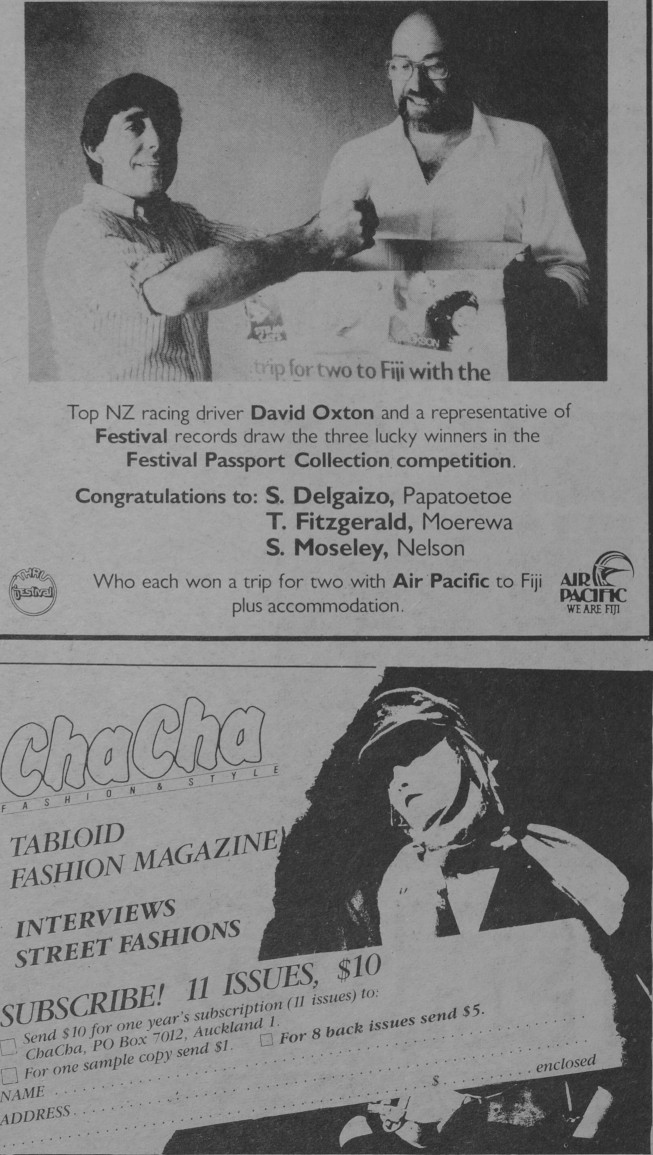 STRAY
CATS
JACKSON
trip for two to Fiji with the
Top NZ racing driver David Oxton and a representative of
Festival records draw the three lucky winners in the
Festival Passport Collection competition.
Congratulations to: S. Delgaizo, Papatoetoe
T. Fitzgerald, Moerewa
S. Moseley, Nelson
Who each won a trip for two with Air Pacific to Fiji
plus accommodation.
THRU
FESTIVAL
AIR
PACIFIC
WE ARE FIJI
ChaCha
FASHION & STYLE
TABLOID
FASHION MAGAZINE
INTERVIEWS
STREET FASHIONS
SUBSCRIBE! 11 ISSUES, $10
Send $10 for one year's subscription (11 issues) to:
ChaCha, PO Box 7012, Auckland 1.
For one sample copy send $1. For 8 back issues send $5.
NAME
ADDRESS
$ enclosed